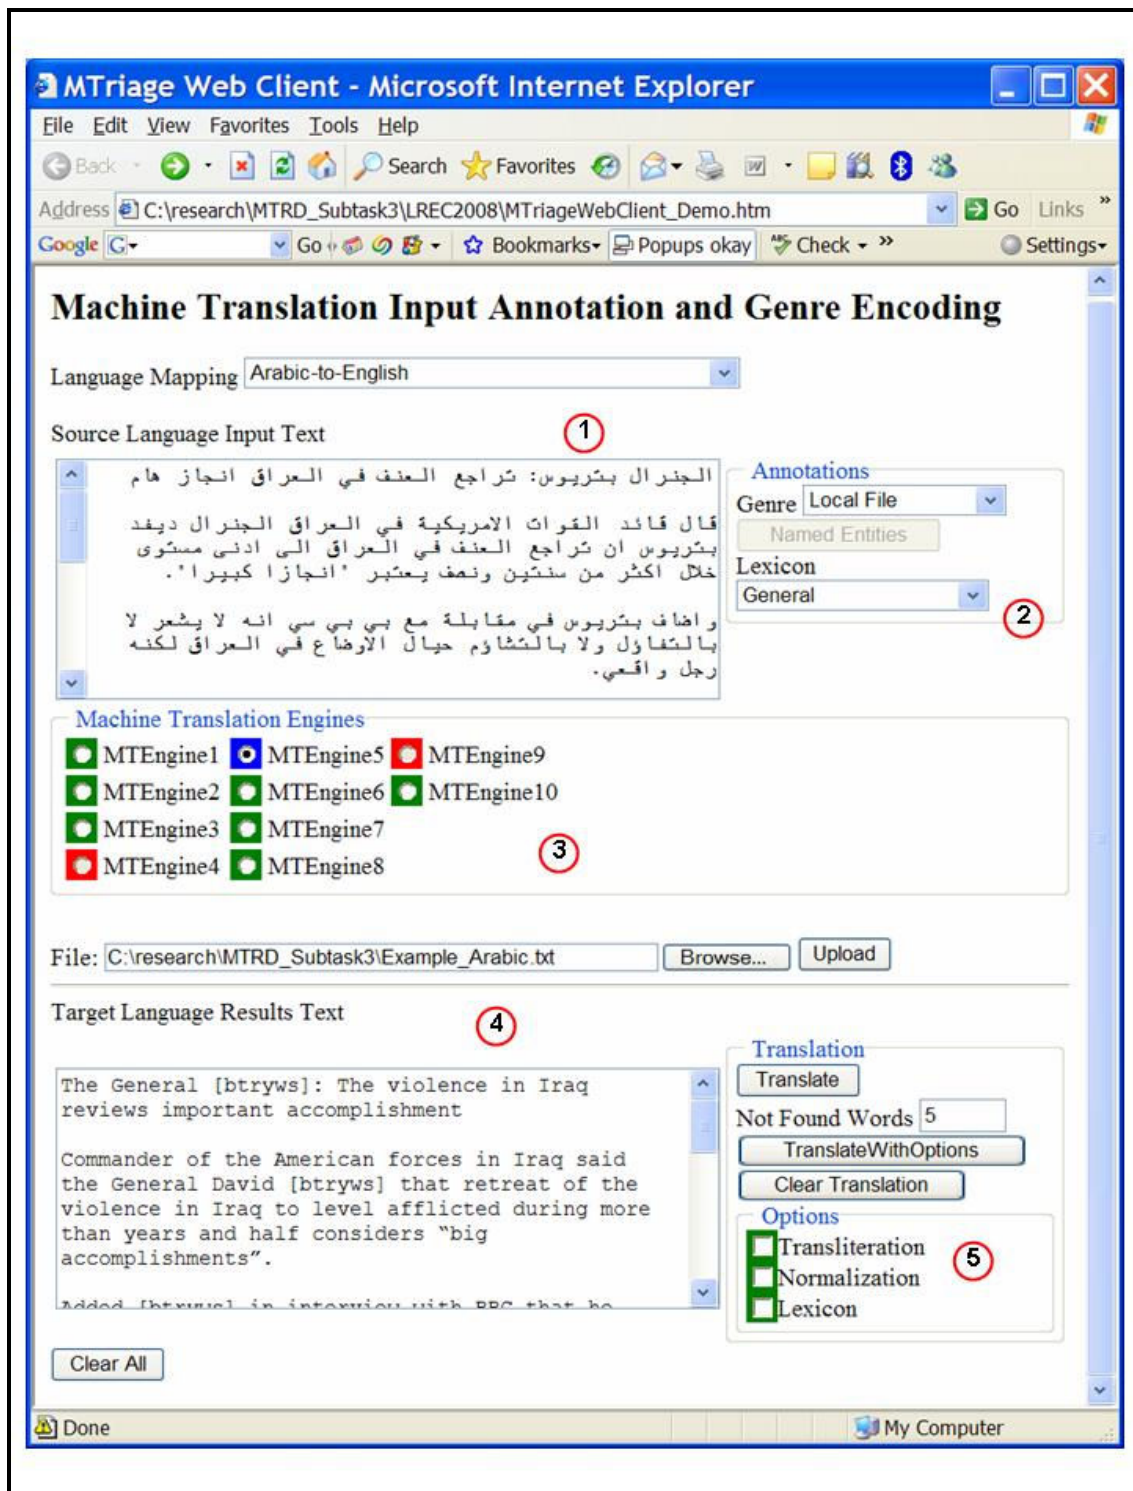 MTriage Web Client - Microsoft Internet Explorer
File Edit View Favorites Tools Help
Back Search Favorites
Address C:\research\MTRD_Subtask3\LREC2008\MTriageWebClient_Demo.htm Go Links »
Google G Go Bookmarks Popups okay ABC Check » Settings
Machine Translation Input Annotation and Genre Encoding
Language Mapping Arabic-to-English
Source Language Input Text 1
الجنرال بتريوس: تراجع العنف في العراق انجاز هام
قال قائد القوات الامريكية في العراق الجنرال ديفد
بتريوس ان تراجع العنف في العراق الى ادنى مستوى
خلال اكثر من سنتين ونصف يعتبر "انجازا كبيرا".
واضاف بتريوس في مقابلة مع بي بي سي انه لا يشعر لا
بالتفاؤل ولا بالتشاؤم حيال الاوضاع في العراق لكنه
رجل واقعي.
Annotations
Genre Local File
Named Entities
Lexicon
General
2
Machine Translation Engines
MTEngine1 MTEngine5 MTEngine9
MTEngine2 MTEngine6 MTEngine10
MTEngine3 MTEngine7
MTEngine4 MTEngine8
3
File: C:\research\MTRD_Subtask3\Example_Arabic.txt Browse... Upload
Target Language Results Text 4
The General [btryws]: The violence in Iraq
reviews important accomplishment
Commander of the American forces in Iraq said
the General David [btryws] that retreat of the
violence in Iraq to level afflicted during more
than years and half considers “big
accomplishments”.
Added [btryws] in interview with BBC that he
Translation
Translate
Not Found Words 5
TranslateWithOptions
Clear Translation
Options
Transliteration
Normalization
Lexicon
5
Clear All
Done My Computer